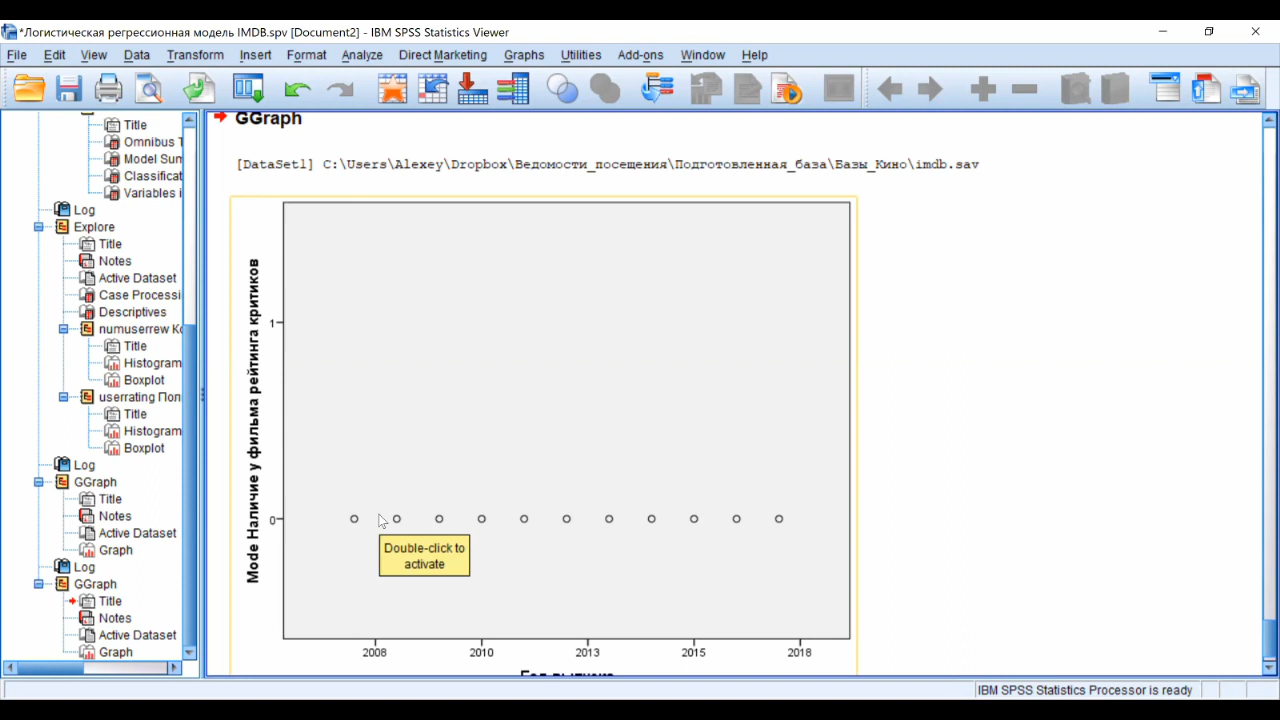 *Логистическая регрессионная модель IMDB.spv [Document2] - IBM SPSS Statistics Viewer
File Edit View Data Transform Insert Format Analyze Direct Marketing Graphs Utilities Add-ons Window Help
Title
Omnibus T
Model Sum
Classificat
Variables i
Log
Explore
Title
Notes
Active Dataset
Case Processi
Descriptives
numuserrew Ко
Title
Histogram
Boxplot
userrating Поп
Title
Histogram
Boxplot
Log
GGraph
Title
Notes
Active Dataset
Graph
Log
GGraph
Title
Notes
Active Dataset
Graph
GGraph
[DataSet1] C:\Users\Alexey\Dropbox\Ведомости_посещения\Подготовленная_база\Базы_Кино\imdb.sav
Mode Наличие у фильма рейтинга критиков
1
0
Double-click to
activate
2008 2010 2013 2015 2018
Год выпуска
IBM SPSS Statistics Processor is ready